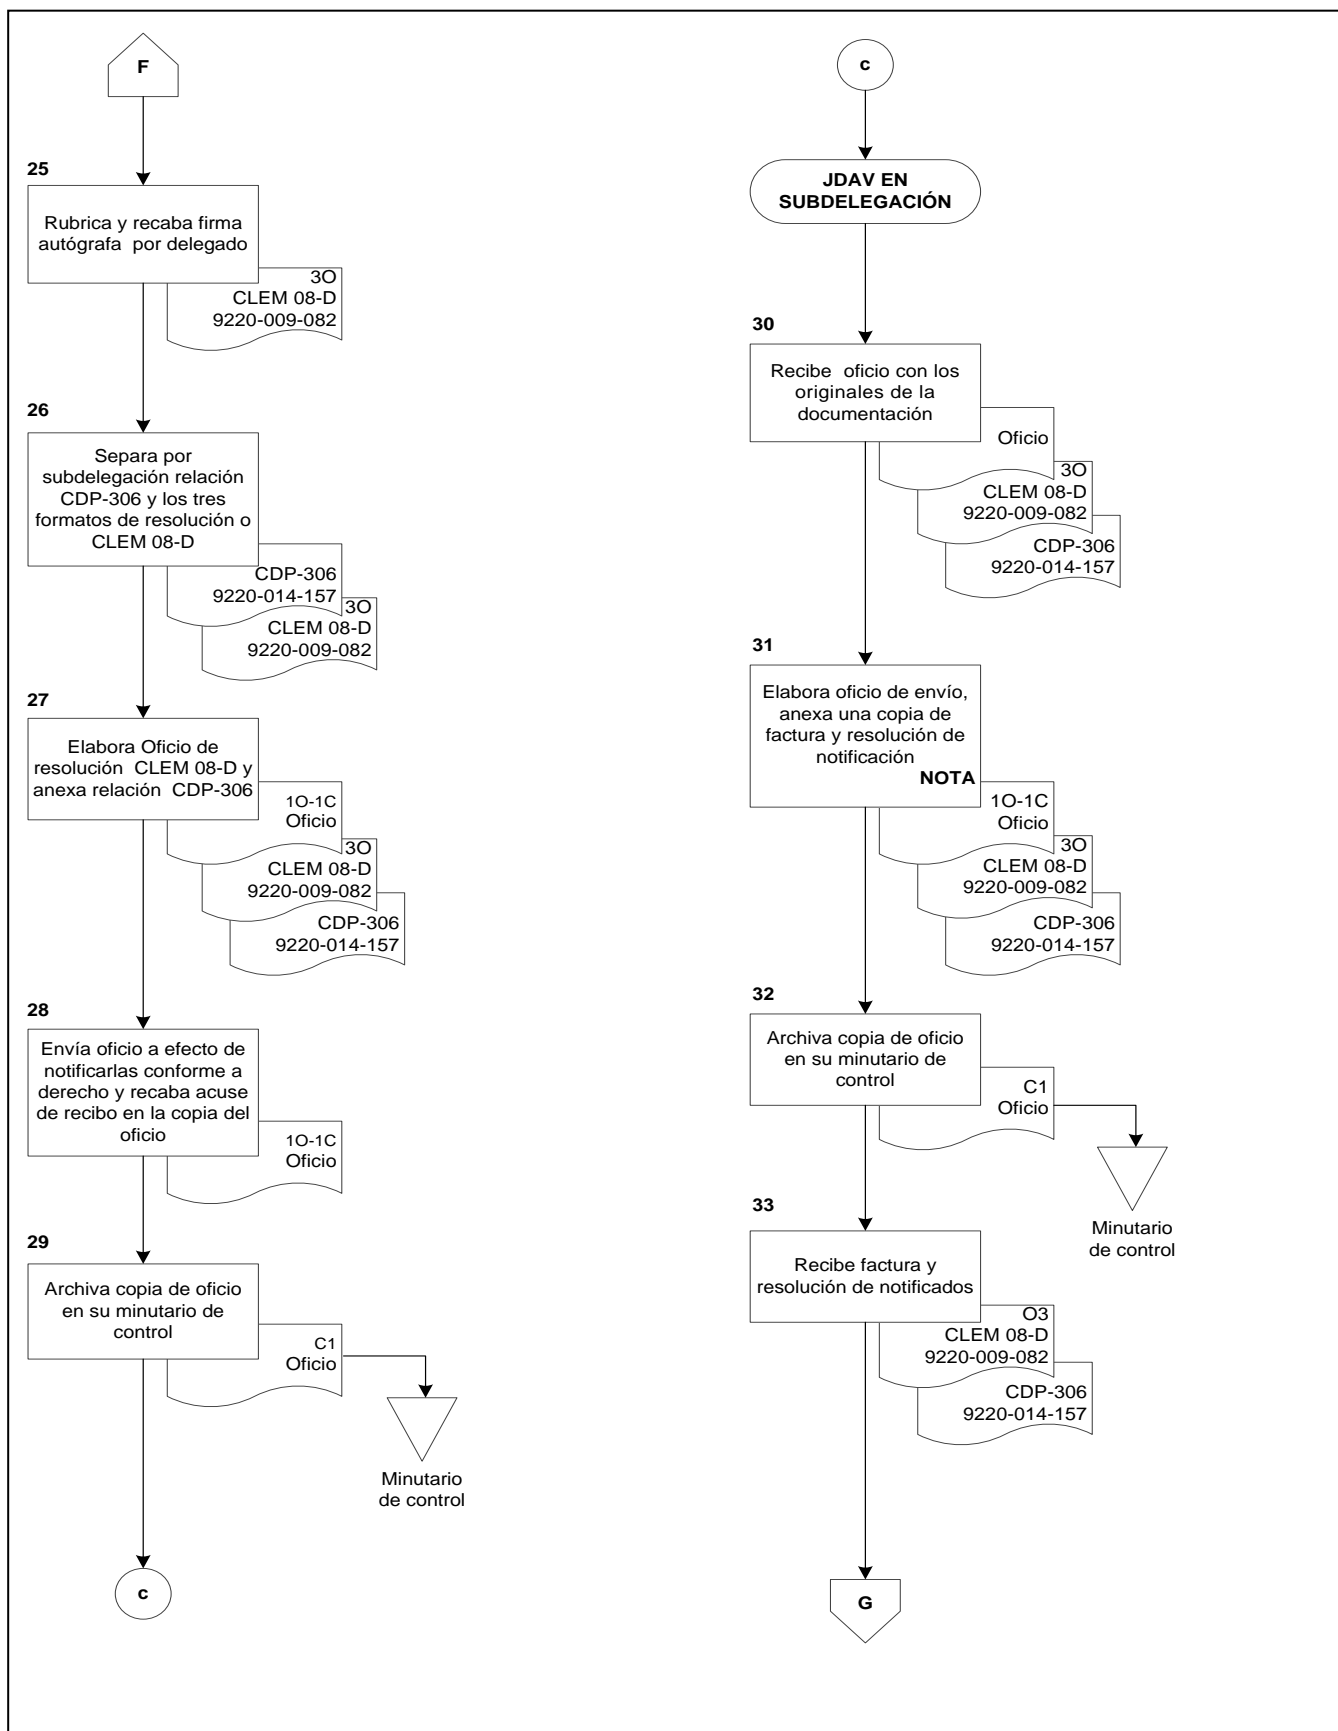 F
25
Rubrica y recaba firma
autógrafa por delegado
3O
CLEM 08-D
9220-009-082
26
Separa por
subdelegación relación
CDP-306 y los tres
formatos de resolución o
CLEM 08-D
CDP-306
9220-014-157
3O
CLEM 08-D
9220-009-082
27
Elabora Oficio de
resolución CLEM 08-D y
anexa relación CDP-306
1O-1C
Oficio
3O
CLEM 08-D
9220-009-082
CDP-306
9220-014-157
28
Envía oficio a efecto de
notificarlas conforme a
derecho y recaba acuse
de recibo en la copia del
oficio
1O-1C
Oficio
29
Archiva copia de oficio
en su minutario de
control
C1
Oficio
Minutario
de control
c
c
JDAV EN
SUBDELEGACIÓN
30
Recibe oficio con los
originales de la
documentación
Oficio
3O
CLEM 08-D
9220-009-082
CDP-306
9220-014-157
31
Elabora oficio de envío,
anexa una copia de
factura y resolución de
notificación
NOTA
1O-1C
Oficio
3O
CLEM 08-D
9220-009-082
CDP-306
9220-014-157
32
Archiva copia de oficio
en su minutario de
control
C1
Oficio
Minutario
de control
33
Recibe factura y
resolución de notificados
O3
CLEM 08-D
9220-009-082
CDP-306
9220-014-157
G